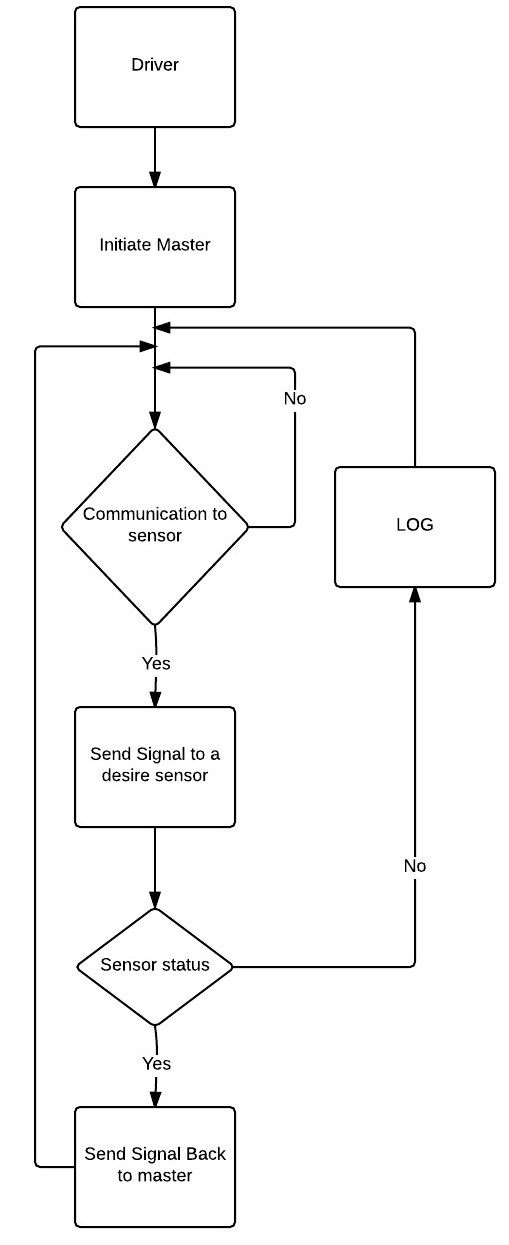 Driver
Initiate Master
No
Communication to
sensor
LOG
Yes
Send Signal to a
desire sensor
No
Sensor status
Yes
Send Signal Back
to master